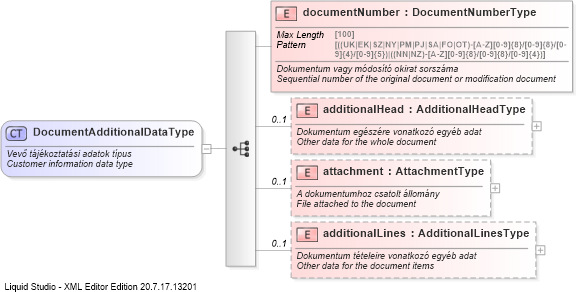 E documentNumber : DocumentNumberType
Max Length [100]
Pattern [((UK|EK|SZ|NY|PM|PJ|SA|FO|OT)-[A-Z][0-9]{8}/[0-9]{8}/[0-
9]{4}/[0-9]{5})|((NN|NZ)-[A-Z][0-9]{8}/[0-9]{8}/[0-9]{4})]
Dokumentum vagy módosító okirat sorszáma
Sequential number of the original document or modification document
0..1
E additionalHead : AdditionalHeadType
Dokumentum egészére vonatkozó egyéb adat
Other data for the whole document
CT DocumentAdditionalDataType
Vevő tájékoztatási adatok típus
Customer information data type
0..1
E attachment : AttachmentType
A dokumentumhoz csatolt állomány
File attached to the document
0..1
E additionalLines : AdditionalLinesType
Dokumentum tételeire vonatkozó egyéb adat
Other data for the document items
Liquid Studio - XML Editor Edition 20.7.17.13201